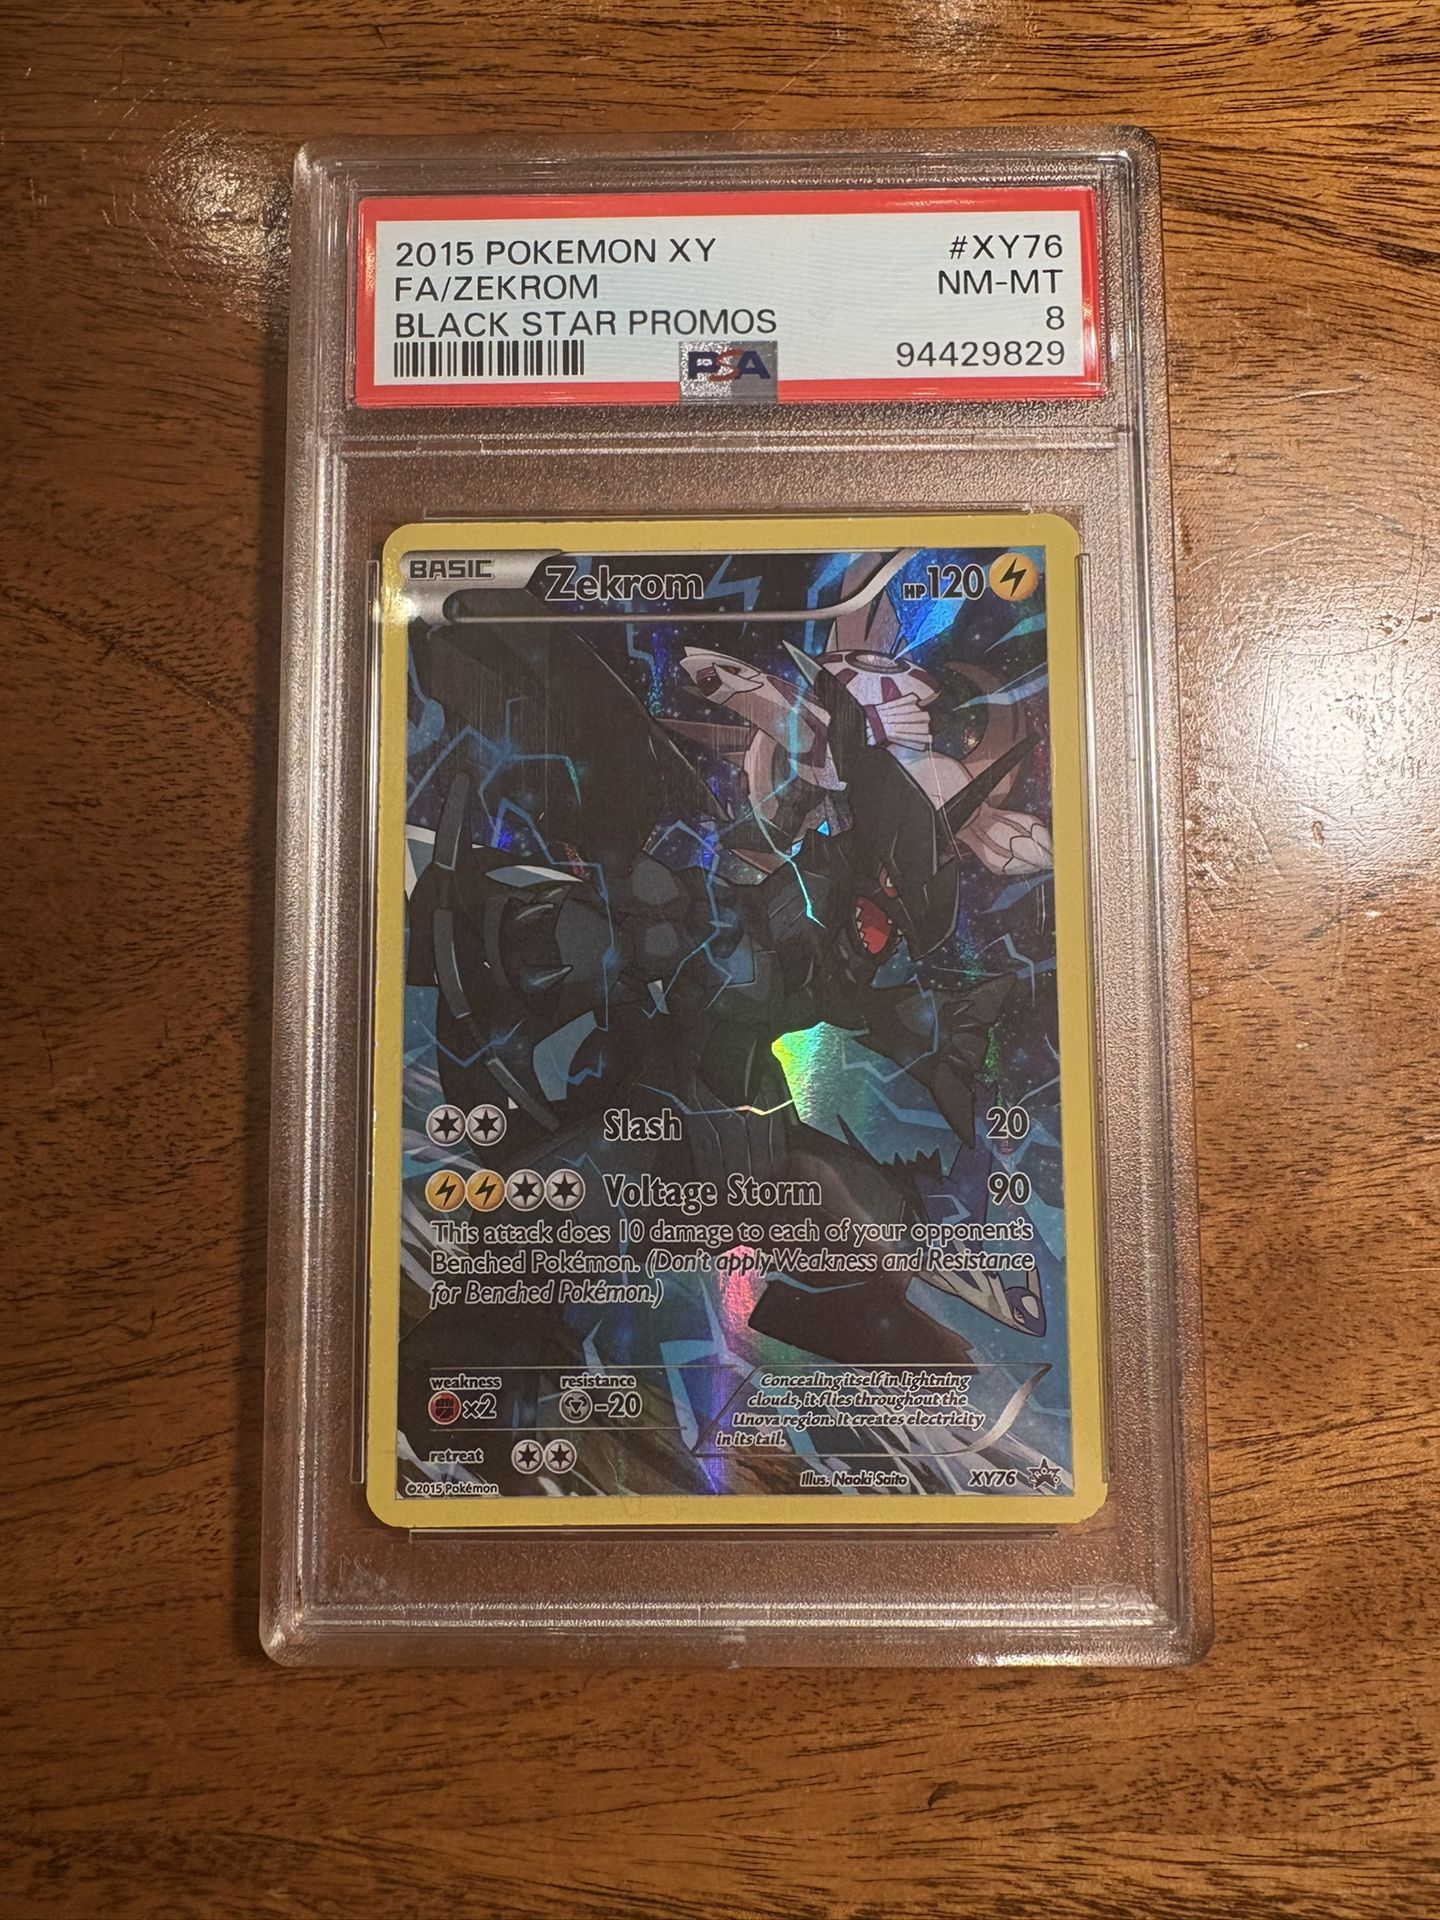 2015 POKEMON XY #XY76
FA/ZEKROM NM-MT
BLACK STAR PROMOS 8
PSA 94429829
BASIC Zekrom HP120
Slash 20
Voltage Storm 90
This attack does 10 damage to each of your opponent's
Benched Pokémon. (Don't apply Weakness and Resistance
for Benched Pokémon.)
weakness resistance
x2 -20
retreat
Concealing itself in lightning
clouds, it flies throughout the
Unova region. It creates electricity
in its tail.
©2015 Pokémon Illus. Naoki Saito XY76
PSA